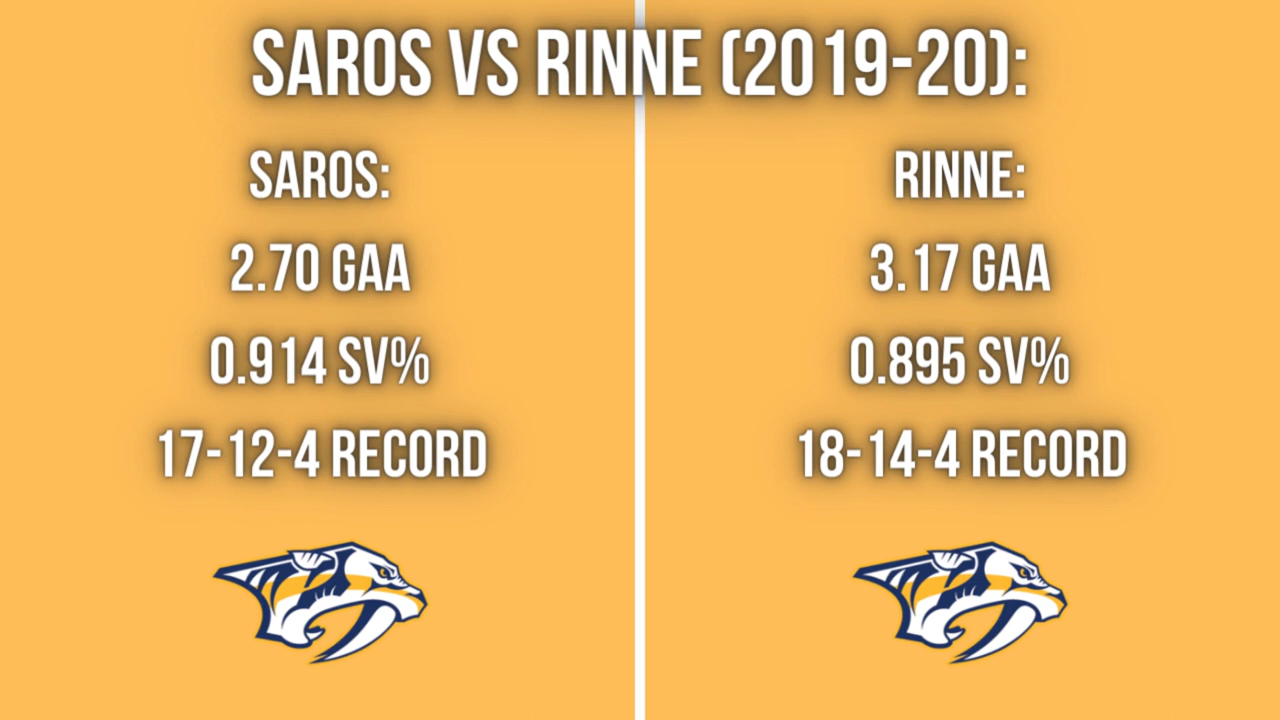 SAROS VS RINNE (2019-20):
SAROS:
2.70 GAA
0.914 SV%
17-12-4 RECORD
RINNE:
3.17 GAA
0.895 SV%
18-14-4 RECORD